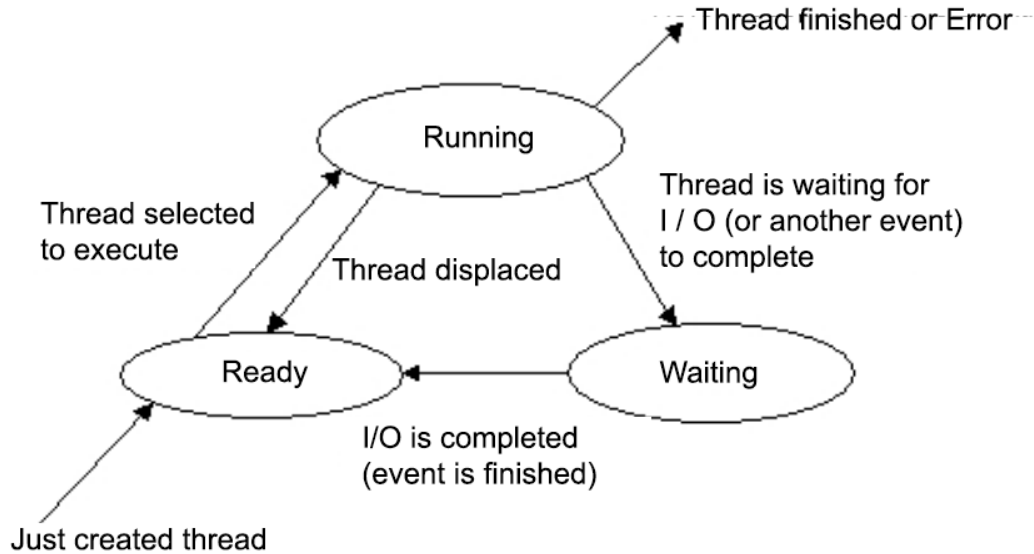 Thread finished or Error
Running
Thread selected
to execute
Thread is waiting for
I / O (or another event)
to complete
Thread displaced
Ready
Waiting
I/O is completed
(event is finished)
Just created thread